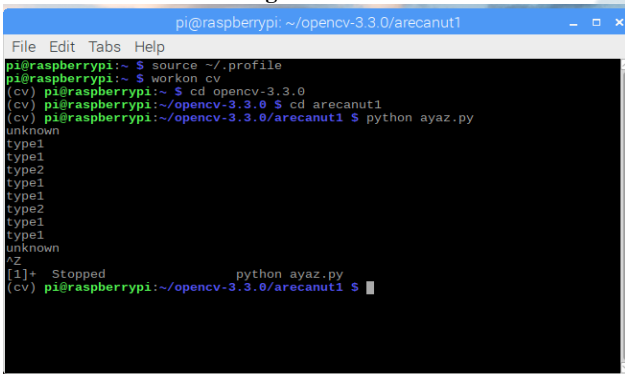 pi@raspberrypi: ~/opencv-3.3.0/arecanut1
File Edit Tabs Help
pi@raspberrypi:~ $ source ~/.profile
pi@raspberrypi:~ $ workon cv
(cv) pi@raspberrypi:~ $ cd opencv-3.3.0
(cv) pi@raspberrypi:~/opencv-3.3.0 $ cd arecanut1
(cv) pi@raspberrypi:~/opencv-3.3.0/arecanut1 $ python ayaz.py
unknown
type1
type1
type2
type1
type1
type2
type1
type1
unknown
^Z
[1]+  Stopped                 python ayaz.py
(cv) pi@raspberrypi:~/opencv-3.3.0/arecanut1 $